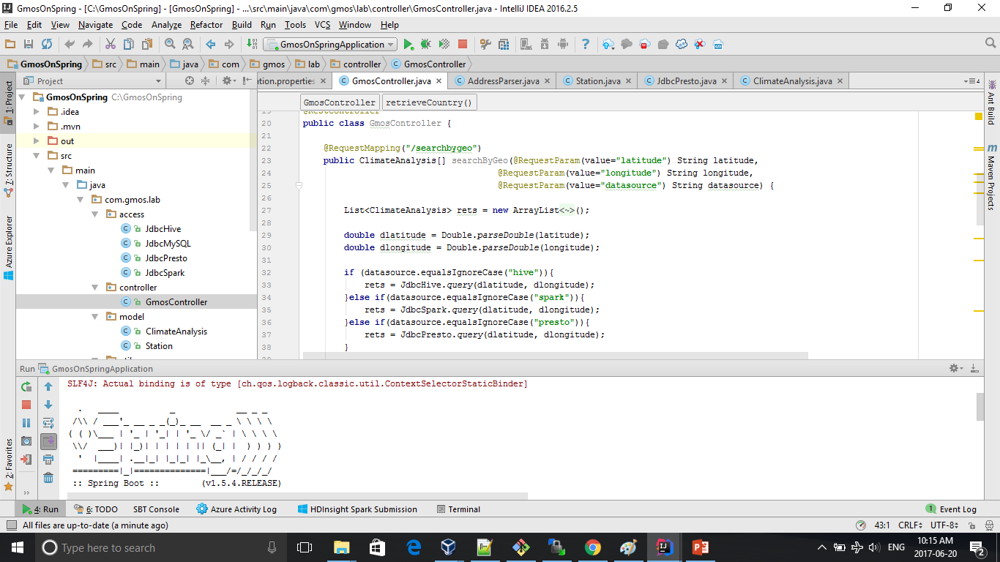 GmosOnSpring - [C:\GmosOnSpring] - [GmosOnSpring] - ...\src\main\java\com\gmos\lab\controller\GmosController.java - IntelliJ IDEA 2016.2.5
File Edit View Navigate Code Analyze Refactor Build Run Tools VCS Window Help
GmosOnSpringApplication
GmosOnSpring src main java com gmos lab controller GmosController
Project
tion.properties GmosController.java AddressParser.java Station.java JdbcPresto.java ClimateAnalysis.java
4
1: Project
7: Structure
Azure Explorer
2: Favorites
Ant Build
Maven Projects
GmosOnSpring C:\GmosOnSpring
.idea
.mvn
out
src
main
java
com.gmos.lab
access
JdbcHive
JdbcMySQL
JdbcPresto
JdbcSpark
controller
GmosController
model
ClimateAnalysis
Station
GmosController retrieveCountry()
19 @RestController
20 public class GmosController {
21
22 @RequestMapping("/searchbygeo")
23 public ClimateAnalysis[] searchByGeo(@RequestParam(value="latitude") String latitude,
24 @RequestParam(value="longitude") String longitude,
25 @RequestParam(value="datasource") String datasource) {
26
27 List<ClimateAnalysis> rets = new ArrayList<~>();
28
29 double dlatitude = Double.parseDouble(latitude);
30 double dlongitude = Double.parseDouble(longitude);
31
32 if (datasource.equalsIgnoreCase("hive")){
33 rets = JdbcHive.query(dlatitude, dlongitude);
34 }else if(datasource.equalsIgnoreCase("spark")){
35 rets = JdbcSpark.query(dlatitude, dlongitude);
36 }else if(datasource.equalsIgnoreCase("presto")){
37 rets = JdbcPresto.query(dlatitude, dlongitude);
38 }
Run GmosOnSpringApplication
SLF4J: Actual binding is of type [ch.qos.logback.classic.util.ContextSelectorStaticBinder]
  .   ____          _            __ _ _
 /\\ / ___'_ __ _ _(_)_ __  __ _ \ \ \ \
( ( )\___ | '_ | '_| | '_ \/ _` | \ \ \ \
 \\/  ___)| |_)| | | | | || (_| |  ) ) ) )
  '  |____| .__|_| |_|_| |_\__, | / / / /
 =========|_|==============|___/=/_/_/_/
 :: Spring Boot ::        (v1.5.4.RELEASE)
4: Run 6: TODO SBT Console Azure Activity Log HDInsight Spark Submission Terminal 1 Event Log
All files are up-to-date (a minute ago) 43:1 CRLF UTF-8
Type here to search
ENG
10:15 AM
2017-06-20
2